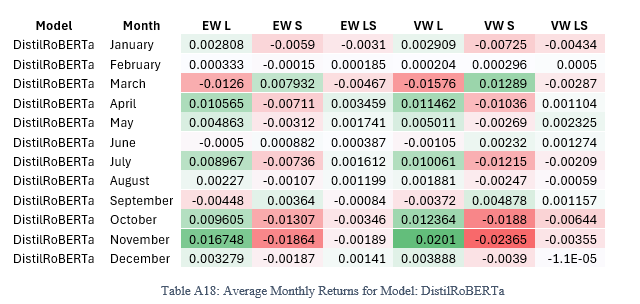 Model Month EW L EW S EW LS VW L VW S VW LS
DistilRoBERTa January 0.002808 -0.0059 -0.0031 0.002909 -0.00725 -0.00434
DistilRoBERTa February 0.000333 -0.00015 0.000185 0.000204 0.000296 0.0005
DistilRoBERTa March -0.0126 0.007932 -0.00467 -0.01576 0.01289 -0.00287
DistilRoBERTa April 0.010565 -0.00711 0.003459 0.011462 -0.01036 0.001104
DistilRoBERTa May 0.004863 -0.00312 0.001741 0.005011 -0.00269 0.002325
DistilRoBERTa June -0.0005 0.000882 0.000387 -0.00105 0.00232 0.001274
DistilRoBERTa July 0.008967 -0.00736 0.001612 0.010061 -0.01215 -0.00209
DistilRoBERTa August 0.00227 -0.00107 0.001199 0.001881 -0.00247 -0.00059
DistilRoBERTa September -0.00448 0.00364 -0.00084 -0.00372 0.004878 0.001157
DistilRoBERTa October 0.009605 -0.01307 -0.00346 0.012364 -0.0188 -0.00644
DistilRoBERTa November 0.016748 -0.01864 -0.00189 0.0201 -0.02365 -0.00355
DistilRoBERTa December 0.003279 -0.00187 0.00141 0.003888 -0.0039 -1.1E-05
Table A18: Average Monthly Returns for Model: DistilRoBERTa